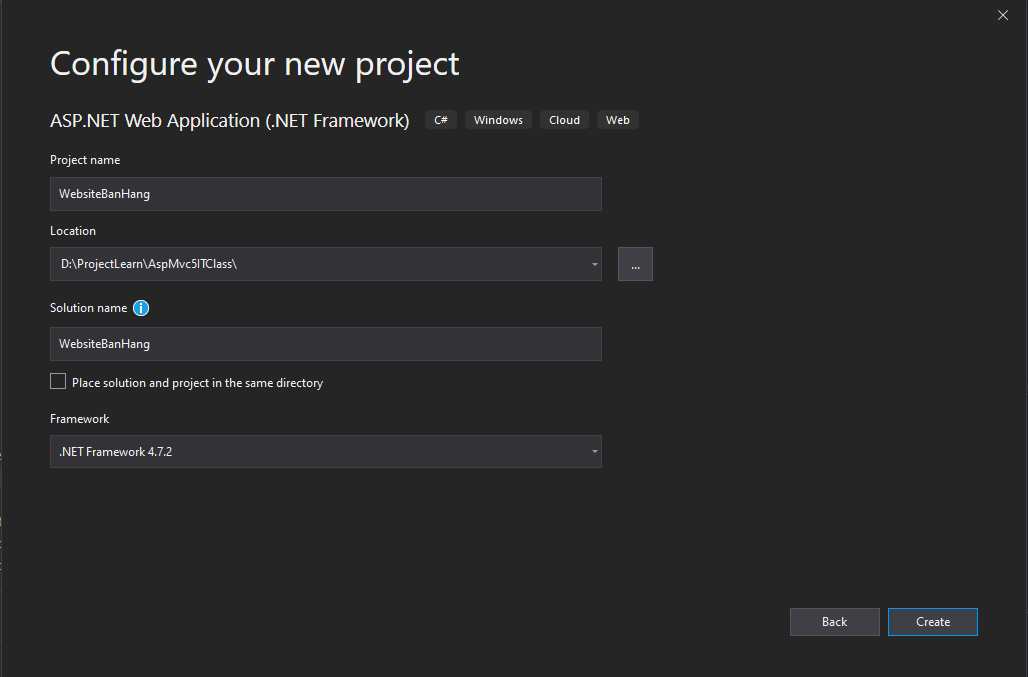 Configure your new project
ASP.NET Web Application (.NET Framework) C# Windows Cloud Web
Project name
WebsiteBanHang
Location
D:\ProjectLearn\AspMvc5ITClass\
...
Solution name
WebsiteBanHang
Place solution and project in the same directory
Framework
.NET Framework 4.7.2
Back Create